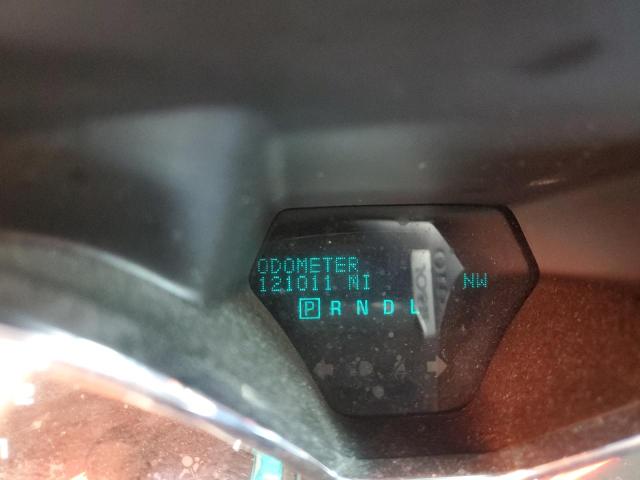 ODOMETER
121011 MI NW
P R N D L